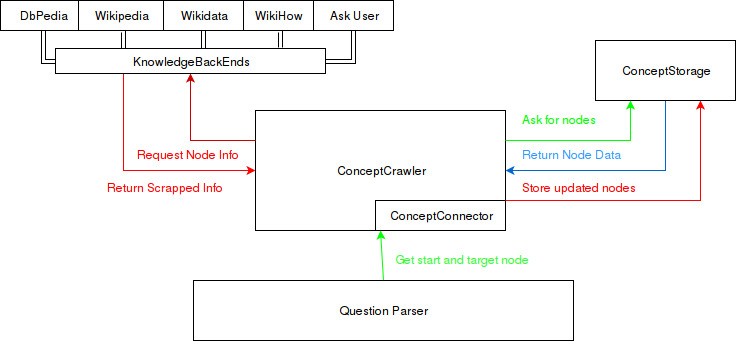 DbPedia
Wikipedia
Wikidata
WikiHow
Ask User
KnowledgeBackEnds
ConceptStorage
Ask for nodes
Request Node Info
Return Node Data
ConceptCrawler
Return Scrapped Info
Store updated nodes
ConceptConnector
Get start and target node
Question Parser